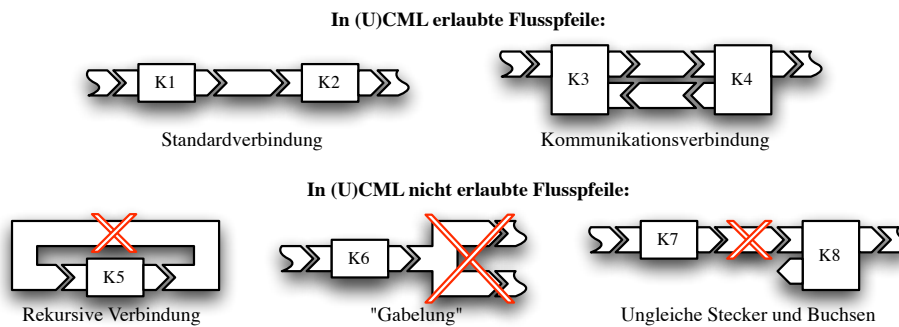 In (U)CML erlaubte Flusspfeile:
K1
K2
K3
K4
Standardverbindung
Kommunikationsverbindung
In (U)CML nicht erlaubte Flusspfeile:
K5
K6
K7
K8
Rekursive Verbindung
"Gabelung"
Ungleiche Stecker und Buchsen